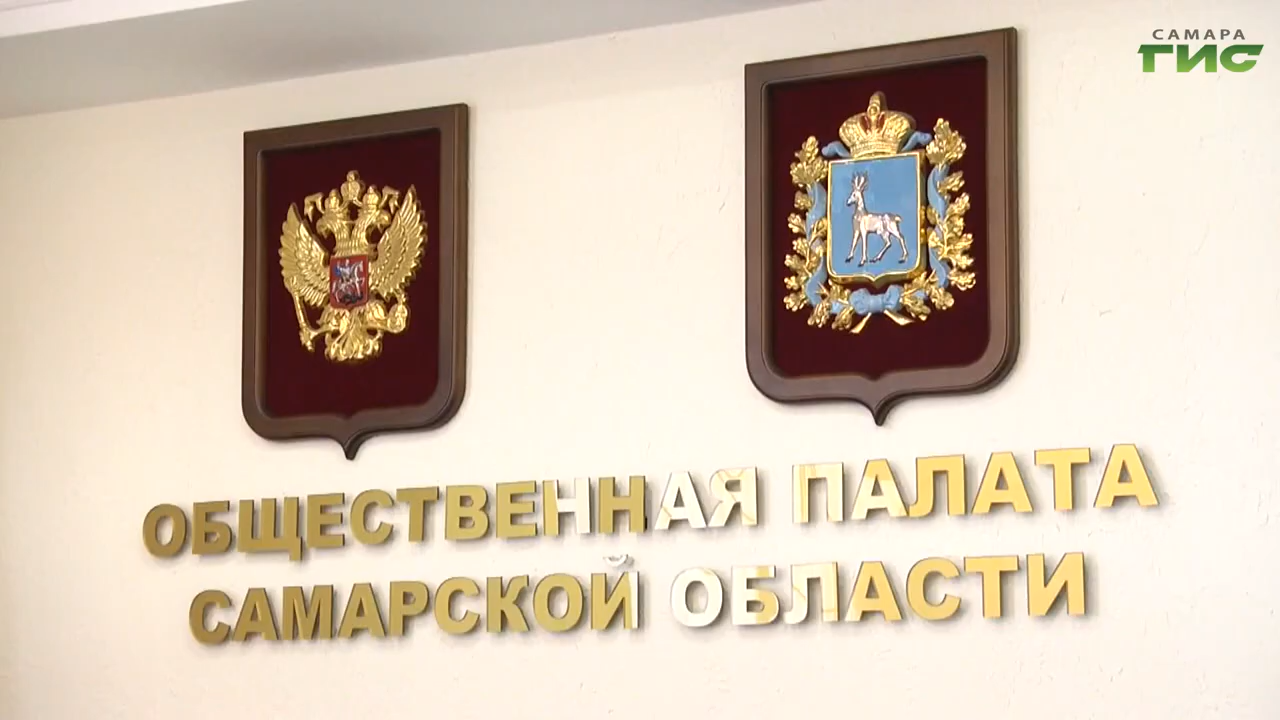 САМАРА
ГИС
ОБЩЕСТВЕННАЯ ПАЛАТА
САМАРСКОЙ ОБЛАСТИ